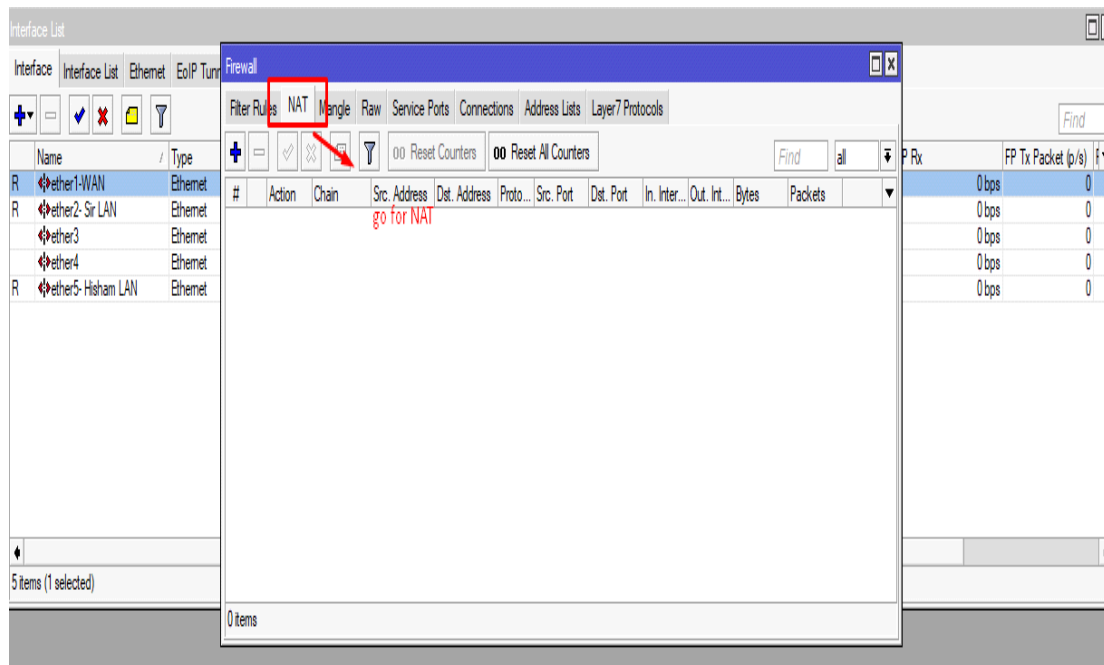 Interface List
Interface Interface List Ethernet EoIP Tunn
Find
Name / Type
P Rx FP Tx Packet (p/s) F
R ether1-WAN Ethernet 0 bps 0
R ether2- Sir LAN Ethernet 0 bps 0
ether3 Ethernet 0 bps 0
ether4 Ethernet 0 bps 0
R ether5- Hisham LAN Ethernet 0 bps 0
5 items (1 selected)
Firewall
Filter Rules NAT Mangle Raw Service Ports Connections Address Lists Layer7 Protocols
00 Reset Counters 00 Reset All Counters Find all
# Action Chain Src. Address Dst. Address Proto... Src. Port Dst. Port In. Inter... Out. Int... Bytes Packets
go for NAT
0 items